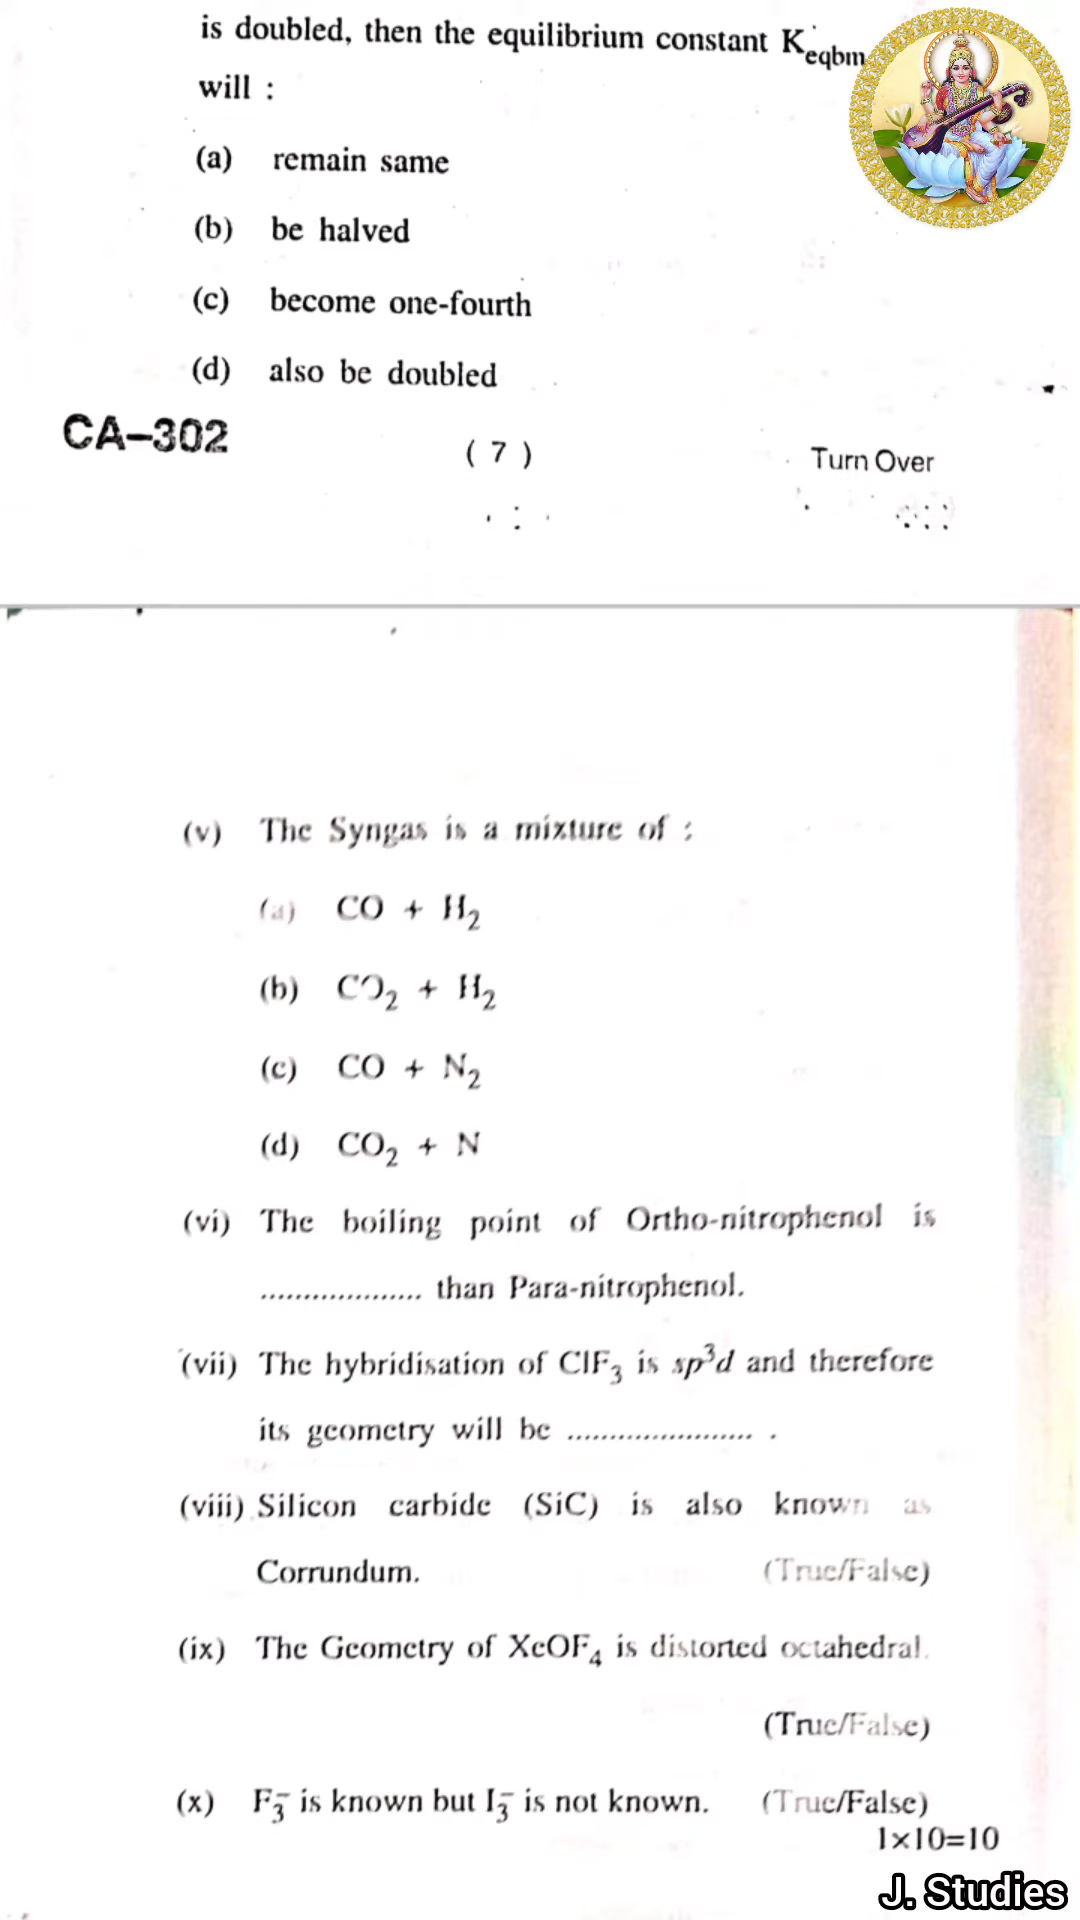 is doubled, then the equilibrium constant K_eqbm
will :
(a) remain same
(b) be halved
(c) become one-fourth
(d) also be doubled
CA–302 ( 7 ) Turn Over
(v) The Syngas is a mixture of :
(a) CO + H₂
(b) CO₂ + H₂
(c) CO + N₂
(d) CO₂ + N
(vi) The boiling point of Ortho-nitrophenol is
................... than Para-nitrophenol.
(vii) The hybridisation of ClF₃ is sp³d and therefore
its geometry will be ...................... .
(viii) Silicon carbide (SiC) is also known as
Corrundum. (True/False)
(ix) The Geometry of XeOF₄ is distorted octahedral.
(True/False)
(x) F₃⁻ is known but I₃⁻ is not known. (True/False)
1×10=10
J. Studies